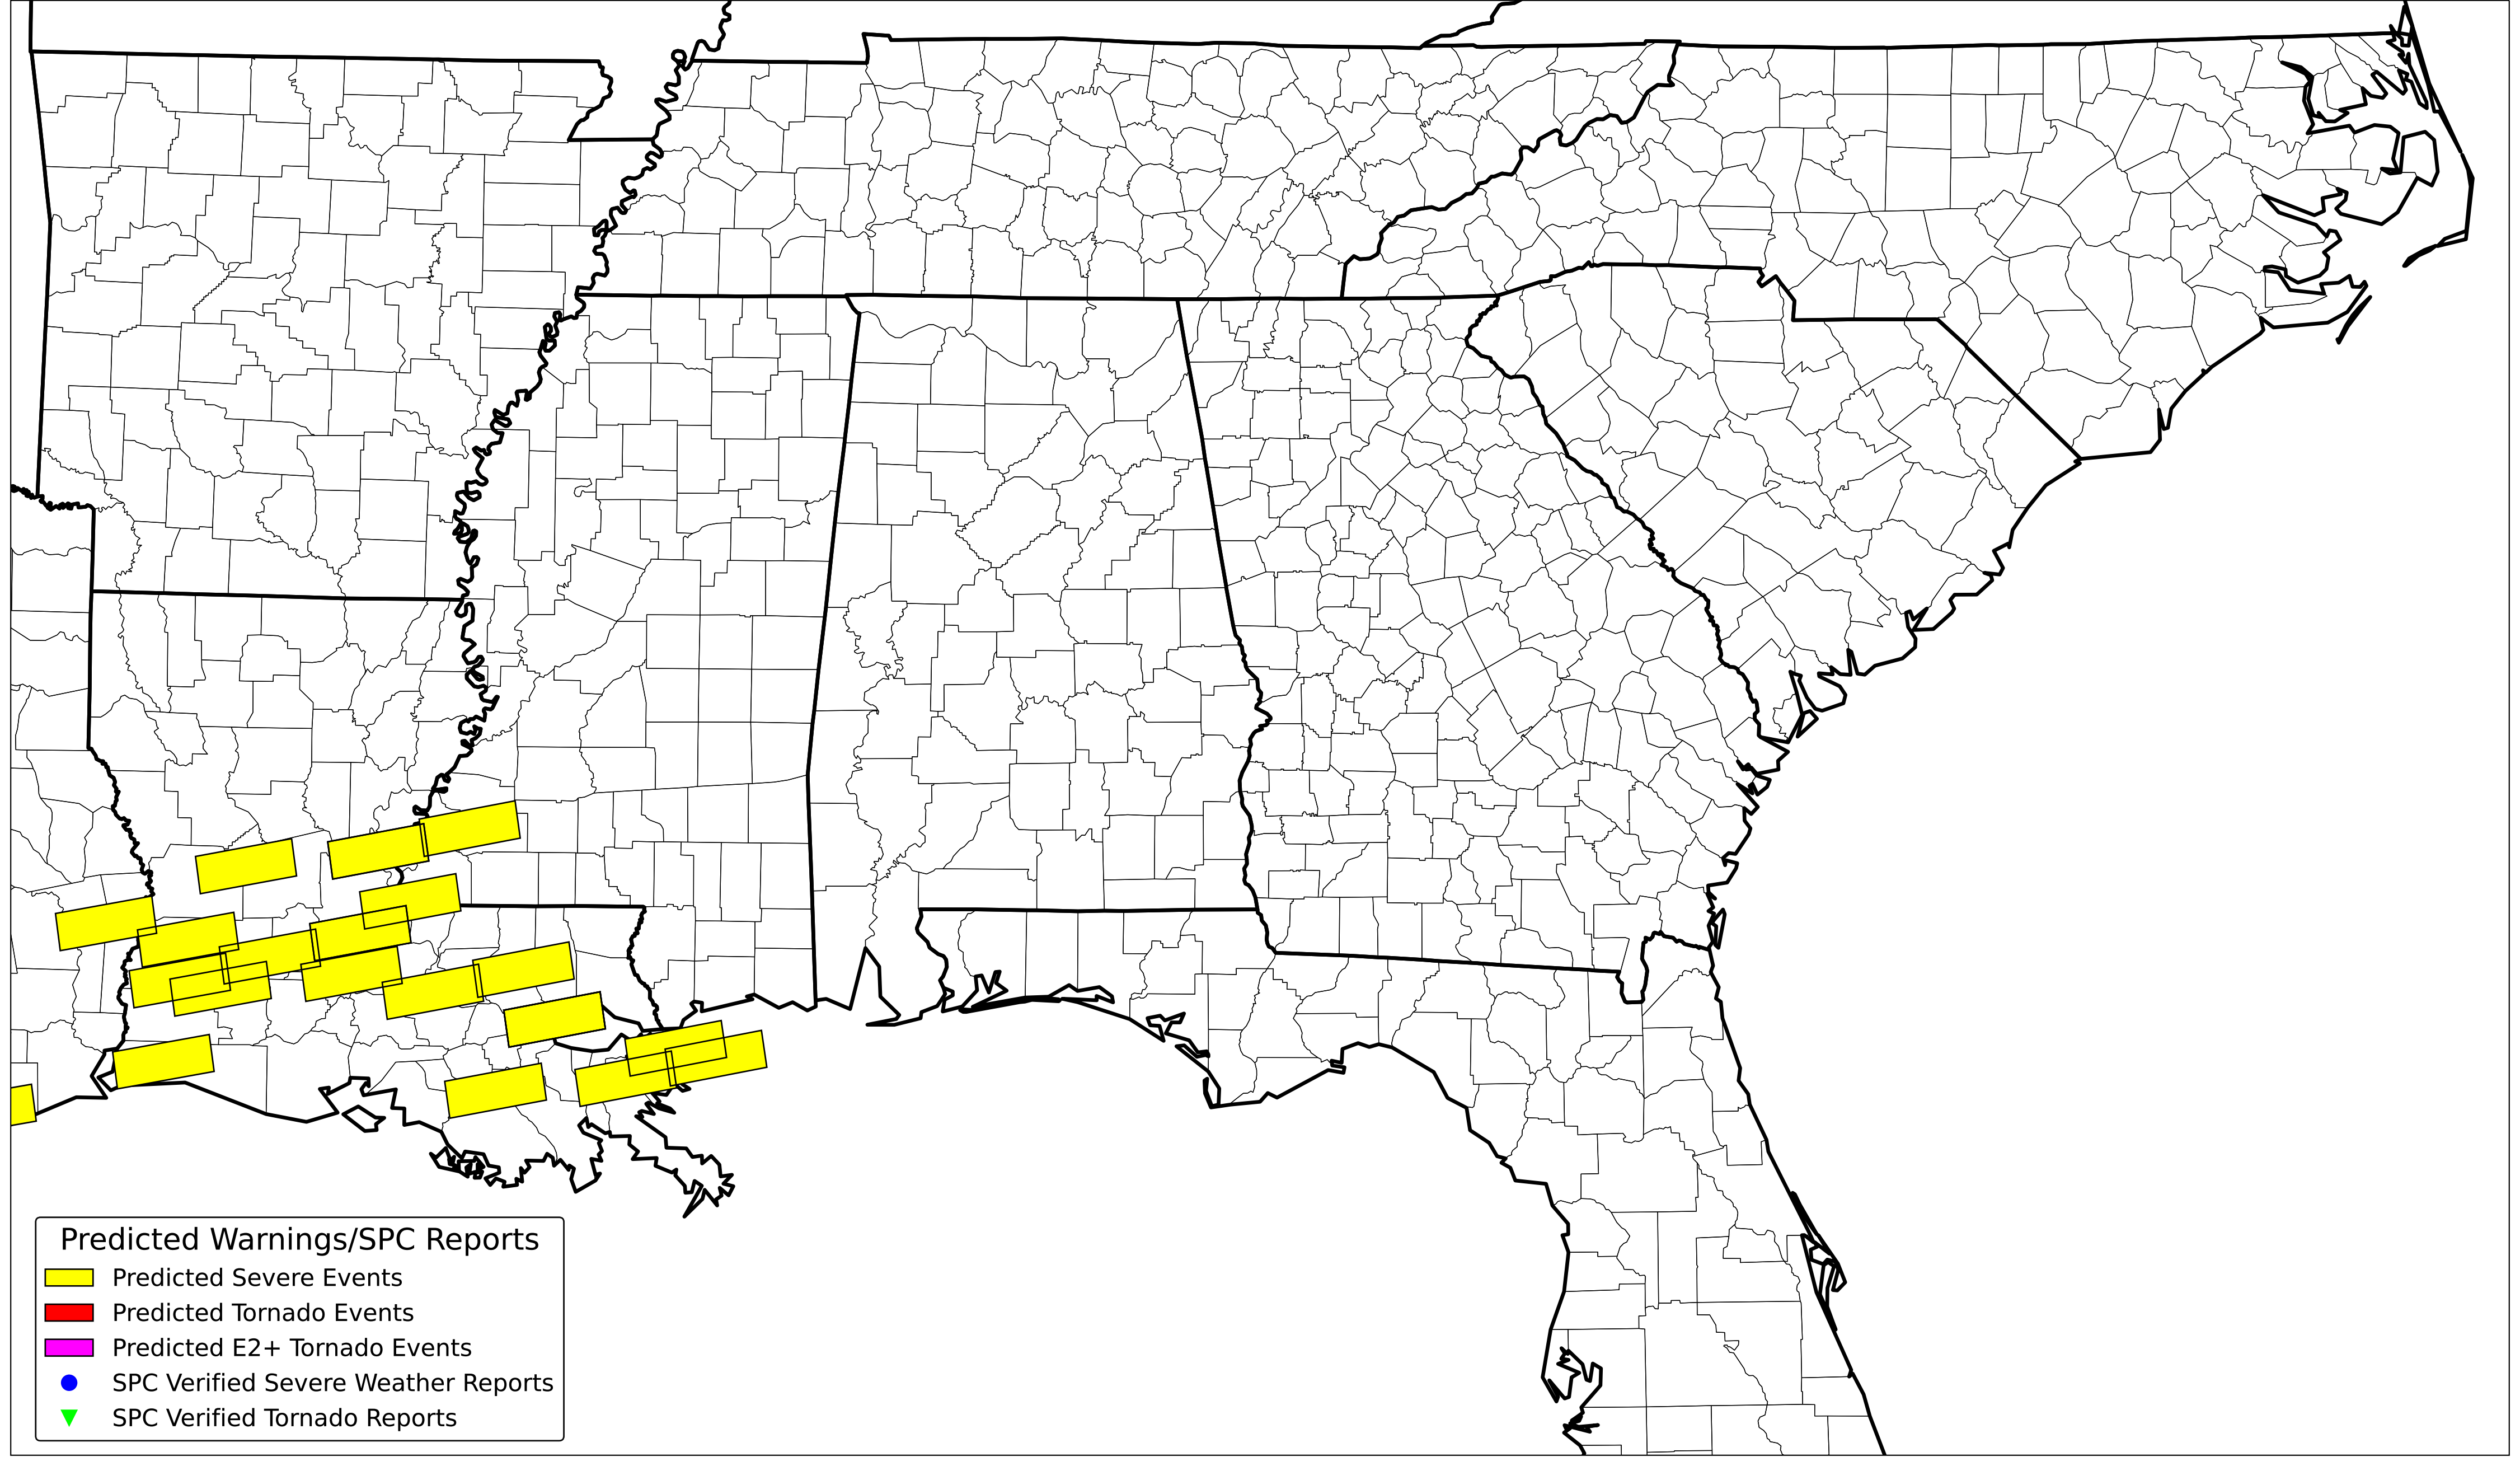 Predicted Warnings/SPC Reports
Predicted Severe Events
Predicted Tornado Events
Predicted E2+ Tornado Events
SPC Verified Severe Weather Reports
SPC Verified Tornado Reports